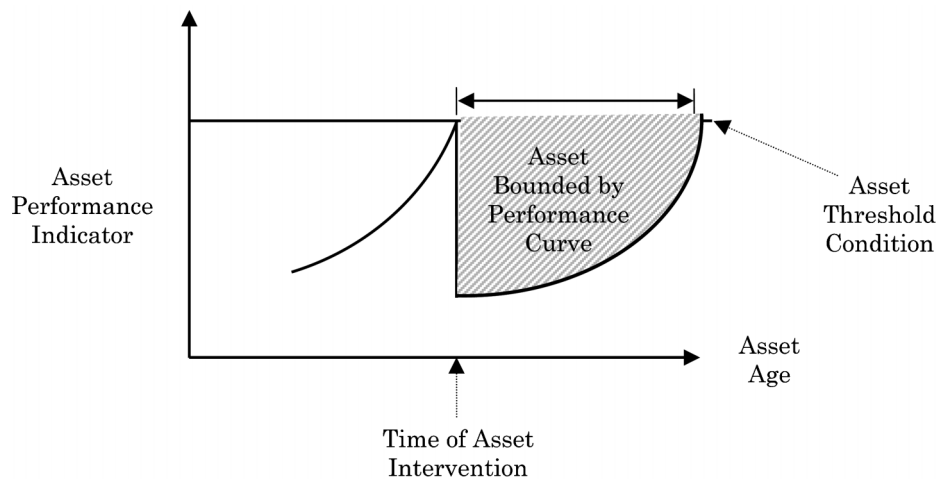 Asset
Performance
Indicator
Asset
Bounded by
Performance
Curve
Asset
Threshold
Condition
Asset
Age
Time of Asset
Intervention